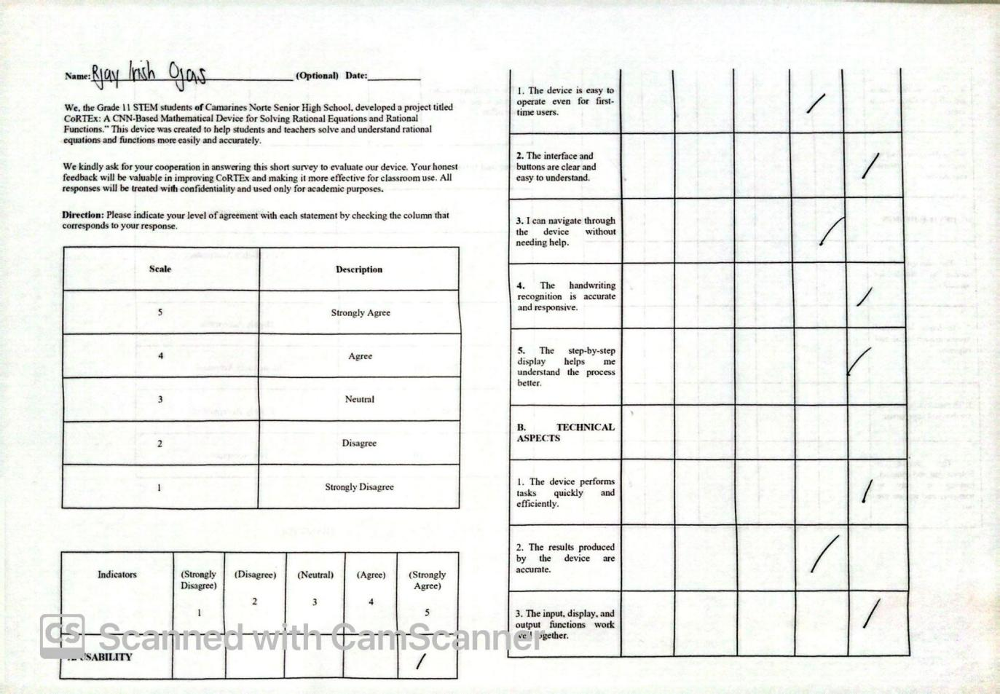 Name: Rjay Irish Ojas (Optional) Date:
We, the Grade 11 STEM students of Camarines Norte Senior High School, developed a project titled
CoRTEx: A CNN-Based Mathematical Device for Solving Rational Equations and Rational
Functions." This device was created to help students and teachers solve and understand rational
equations and functions more easily and accurately.
We kindly ask for your cooperation in answering this short survey to evaluate our device. Your honest
feedback will be valuable in improving CoRTEx and making it more effective for classroom use. All
responses will be treated with confidentiality and used only for academic purposes.
Direction: Please indicate your level of agreement with each statement by checking the column that
corresponds to your response.
Scale Description
5 Strongly Agree
4 Agree
3 Neutral
2 Disagree
1 Strongly Disagree
Indicators (Strongly (Disagree) (Neutral) (Agree) (Strongly
Disagree) Agree)
2 3 4
1 5
USABILITY /
1. The device is easy to
operate even for first-
time users. /
2. The interface and
buttons are clear and
easy to understand. /
3. I can navigate through
the device without
needing help. /
4. The handwriting
recognition is accurate
and responsive. /
5. The step-by-step
display helps me
understand the process
better. /
B. TECHNICAL
ASPECTS
1. The device performs
tasks quickly and
efficiently. /
2. The results produced
by the device are
accurate. /
3. The input, display, and
output functions work
well together. /
CS Scanned with CamScanner